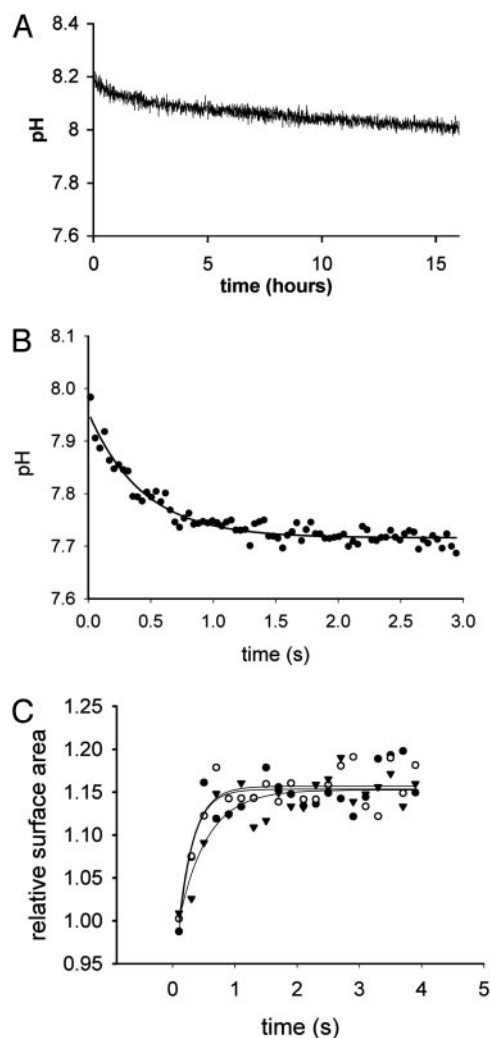 A
8.4
8.2
8
7.8
7.6
pH
0 5 10 15
time (hours)
B
8.1
8.0
7.9
7.8
7.7
7.6
pH
0.0 0.5 1.0 1.5 2.0 2.5 3.0
time (s)
C
1.25
1.20
1.15
1.10
1.05
1.00
0.95
relative surface area
0 1 2 3 4 5
time (s)